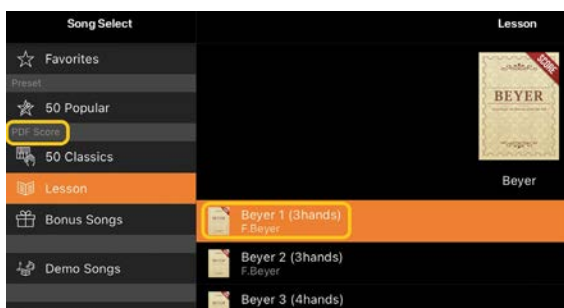 Song Select
Lesson
Favorites
Preset
50 Popular
PDF Score
50 Classics
Lesson
Bonus Songs
Demo Songs
SCORE
BEYER
Beyer
Beyer 1 (3hands)
F.Beyer
Beyer 2 (3hands)
F.Beyer
Beyer 3 (4hands)